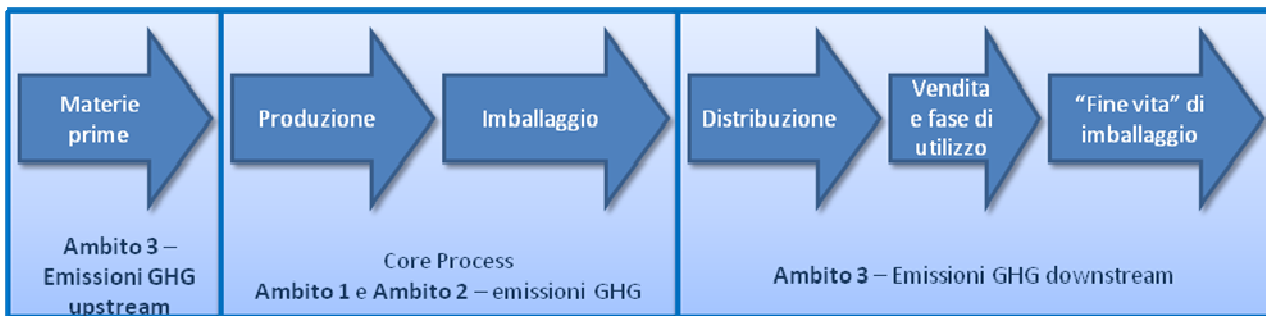 Materie
prime
Produzione
Imballaggio
Distribuzione
Vendita
e fase di
utilizzo
“Fine vita” di
imballaggio
Ambito 3 –
Emissioni GHG
upstream
Core Process
Ambito 1 e Ambito 2 – emissioni GHG
Ambito 3 – Emissioni GHG downstream